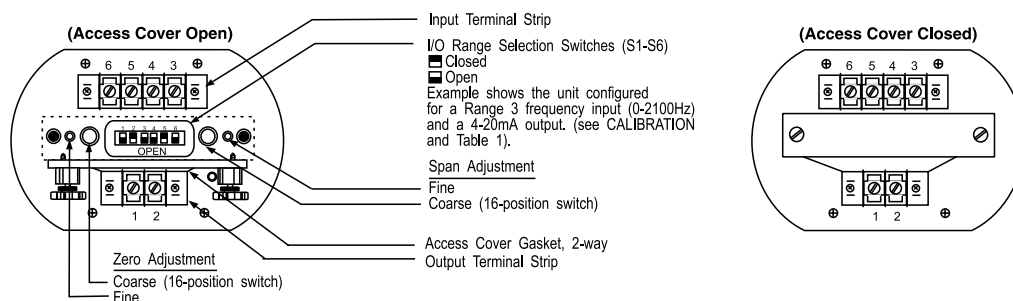 (Access Cover Open)
6 5 4 3
1 2 3 4 5 6
OPEN
1 2
Input Terminal Strip
I/O Range Selection Switches (S1-S6)
Closed
Open
Example shows the unit configured
for a Range 3 frequency input (0-2100Hz)
and a 4-20mA output. (see CALIBRATION
and Table 1).
Span Adjustment
Fine
Coarse (16-position switch)
Access Cover Gasket, 2-way
Output Terminal Strip
Zero Adjustment
Coarse (16-position switch)
Fine
(Access Cover Closed)
6 5 4 3
1 2